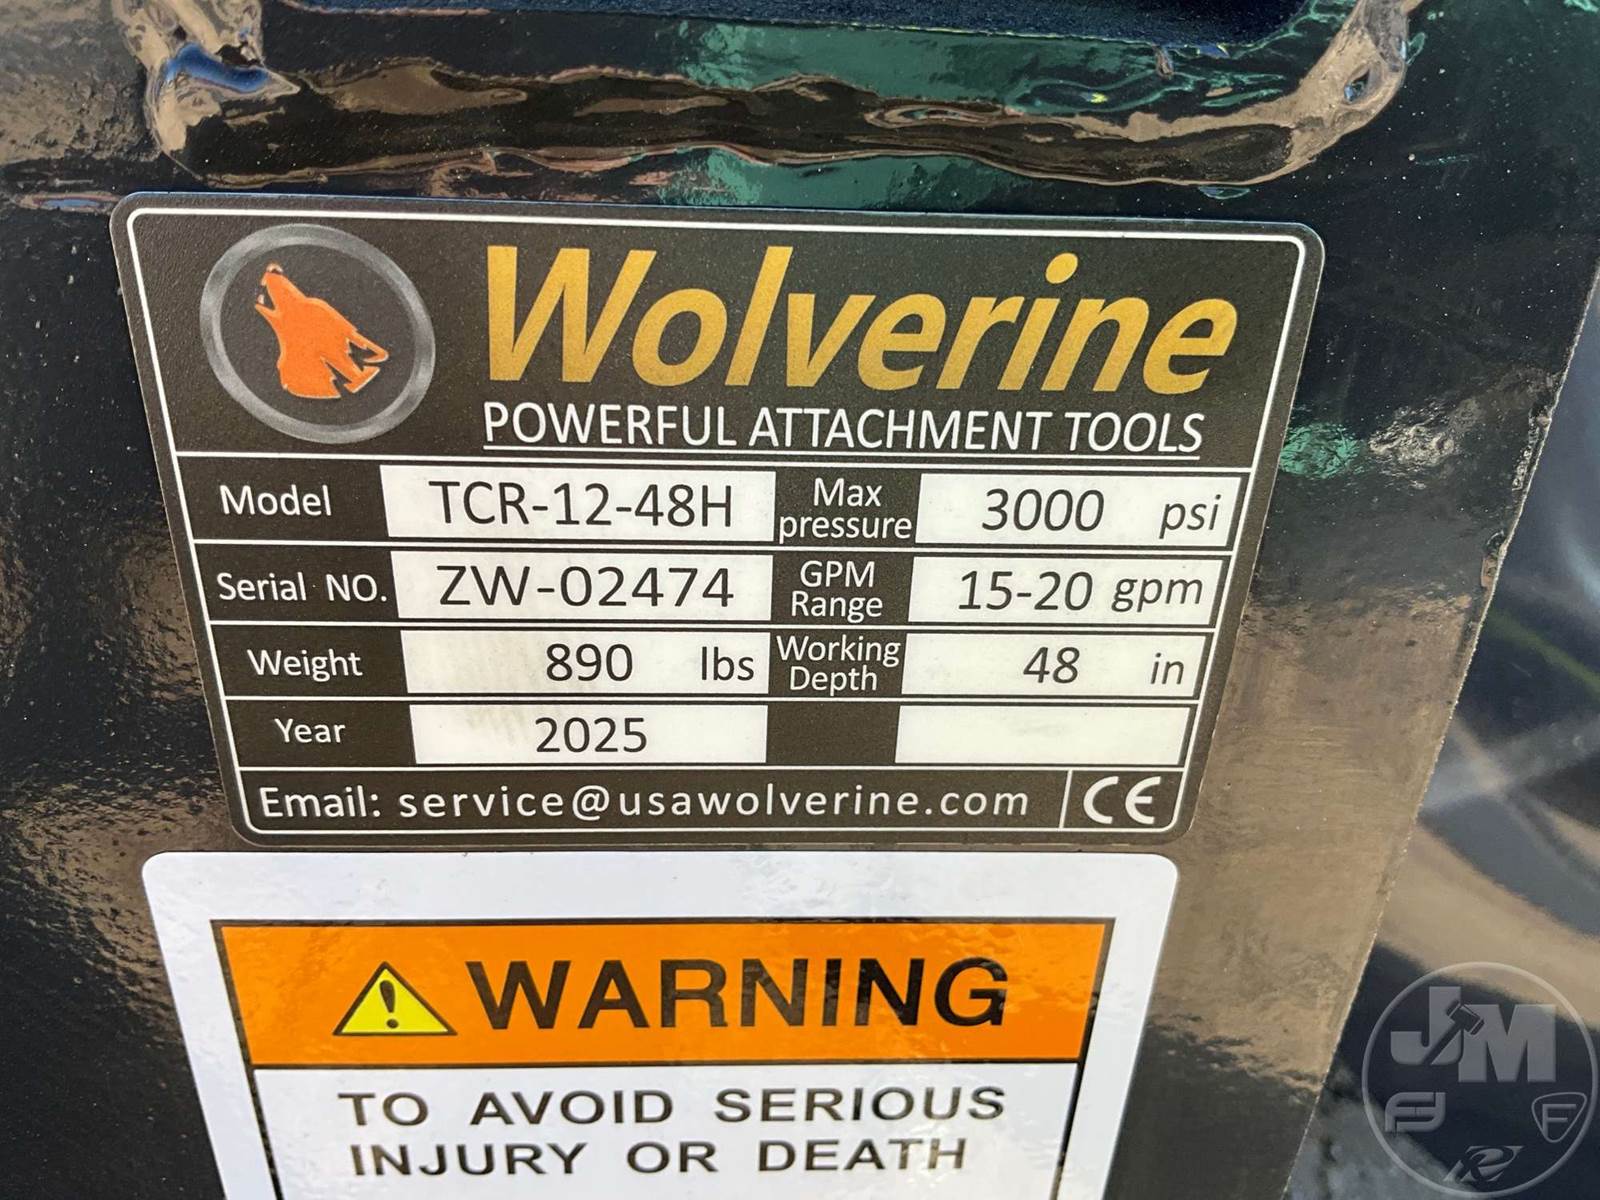 Wolverine
POWERFUL ATTACHMENT TOOLS
Model TCR-12-48H Max pressure 3000 psi
Serial NO. ZW-02474 GPM Range 15-20 gpm
Weight 890 lbs Working Depth 48 in
Year 2025
Email: service@usawolverine.com CE
WARNING
TO AVOID SERIOUS
INJURY OR DEATH
JM